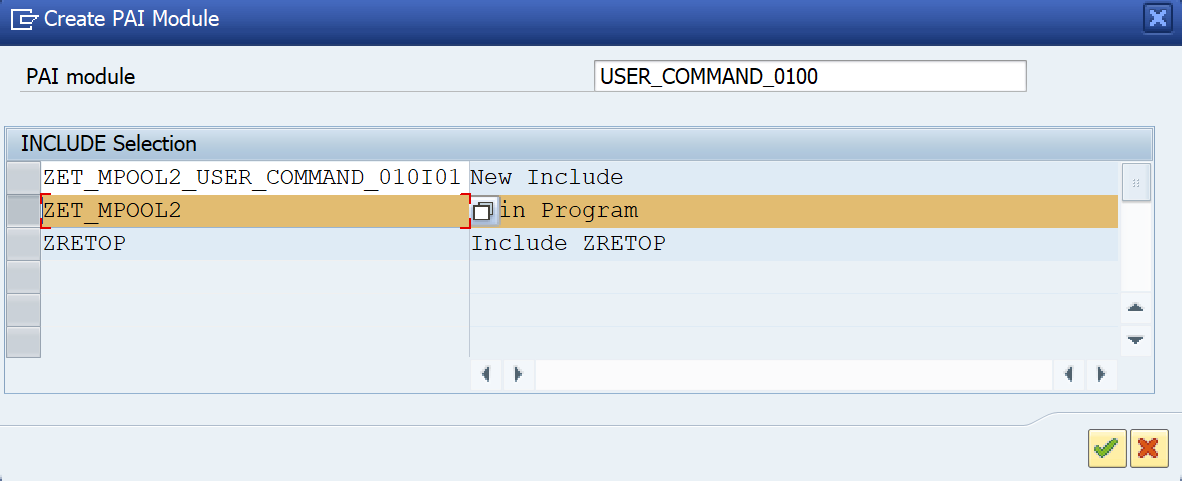 Create PAI Module
PAI module USER_COMMAND_0100
INCLUDE Selection
ZET_MPOOL2_USER_COMMAND_010I01 New Include
ZET_MPOOL2 in Program
ZRETOP Include ZRETOP